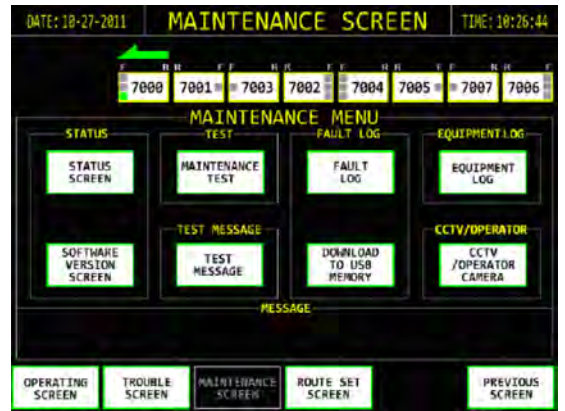 DATE: 10-27-2011 MAINTENANCE SCREEN TIME: 10:26:44
F R R F F R R F F R R F F R R F
7000 7001 7003 7002 7004 7005 7007 7006
MAINTENANCE MENU
STATUS TEST FAULT LOG EQUIPMENT LOG
STATUS
SCREEN
MAINTENANCE
TEST
FAULT
LOG
EQUIPMENT
LOG
TEST MESSAGE CCTV/OPERATOR
SOFTWARE
VERSION
SCREEN
TEST
MESSAGE
DOWNLOAD
TO USB
MEMORY
CCTV
/OPERATOR
CAMERA
MESSAGE
OPERATING
SCREEN
TROUBLE
SCREEN
MAINTENANCE
SCREEN
ROUTE SET
SCREEN
PREVIOUS
SCREEN